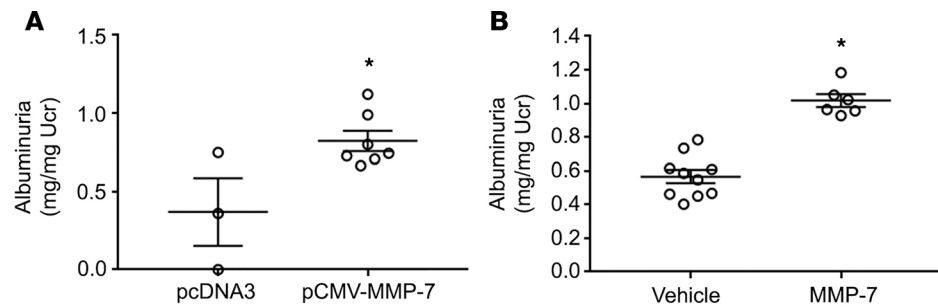 A
Albuminuria
(mg/mg Ucr)
1.5
1.0
0.5
0.0
*
pcDNA3
pCMV-MMP-7
B
Albuminuria
(mg/mg Ucr)
1.4
1.2
1.0
0.8
0.6
0.4
0.2
0
*
Vehicle
MMP-7